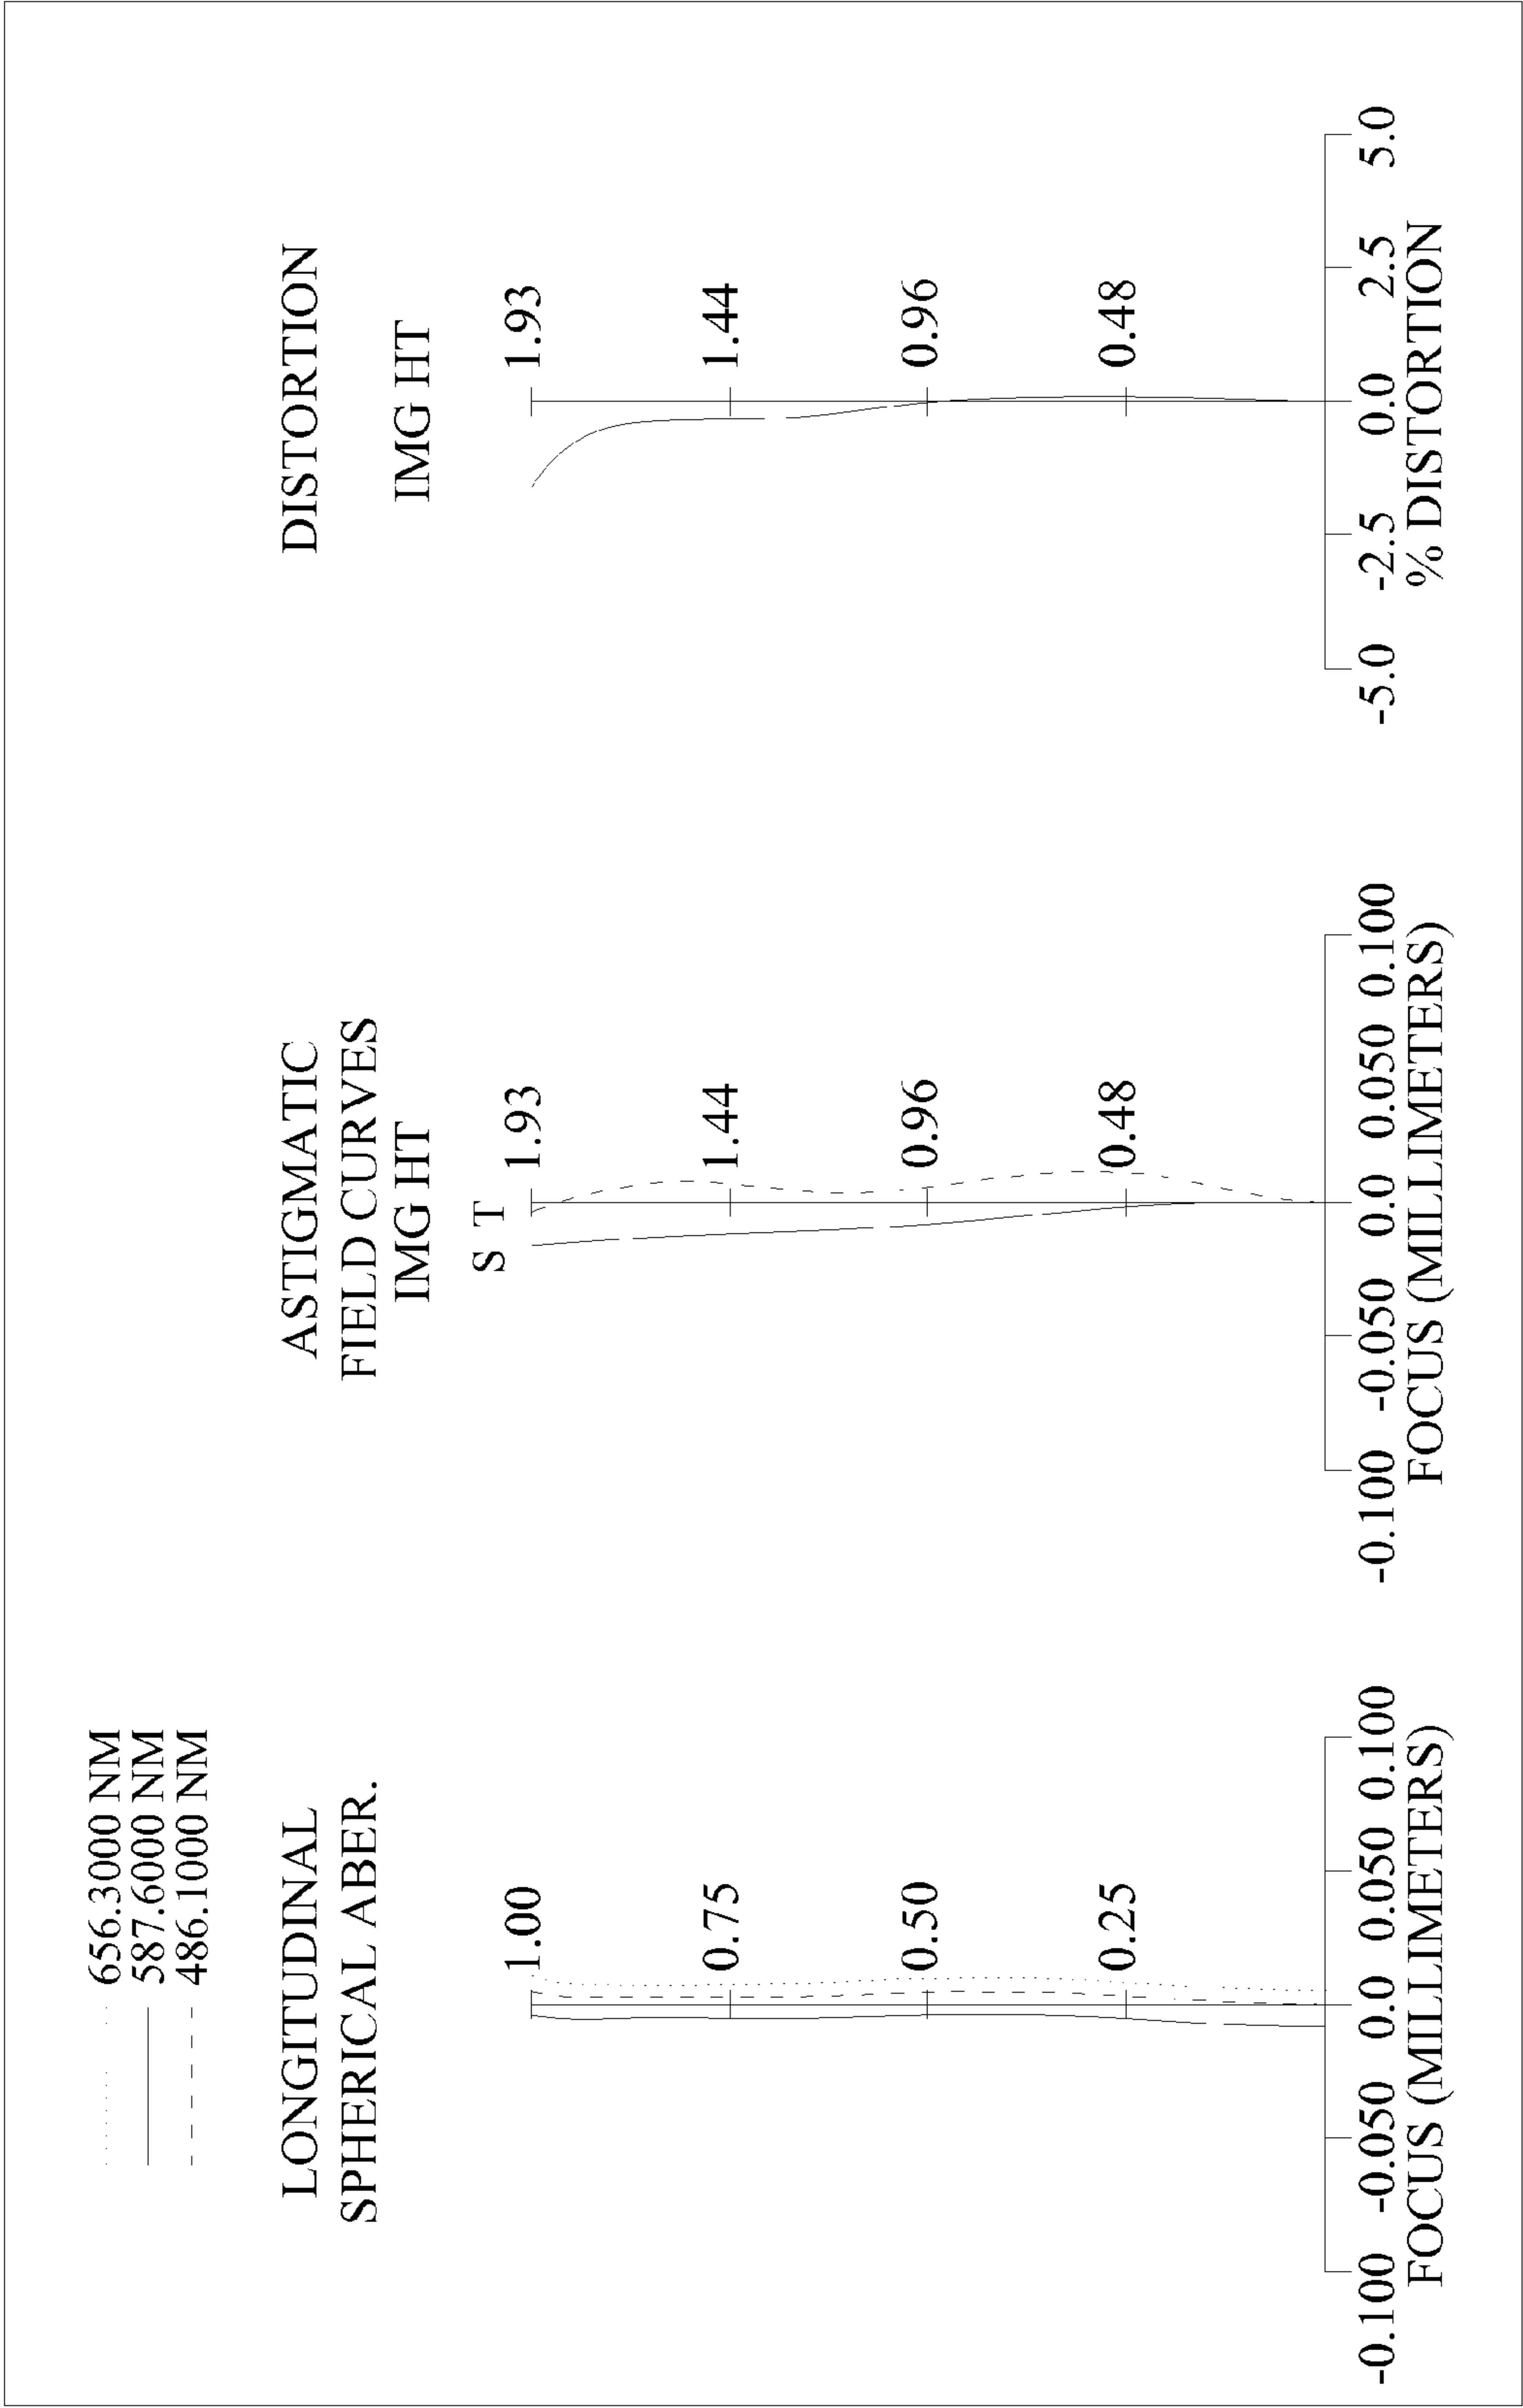 656.3000 NM
587.6000 NM
486.1000 NM
LONGITUDINAL
SPHERICAL ABER.
1.00
0.75
0.50
0.25
-0.100 -0.050 0.0 0.050 0.100
FOCUS (MILLIMETERS)
ASTIGMATIC
FIELD CURVES
IMG HT
S T
1.93
1.44
0.96
0.48
-0.100 -0.050 0.0 0.050 0.100
FOCUS (MILLIMETERS)
DISTORTION
IMG HT
1.93
1.44
0.96
0.48
-5.0 -2.5 0.0 2.5 5.0
% DISTORTION